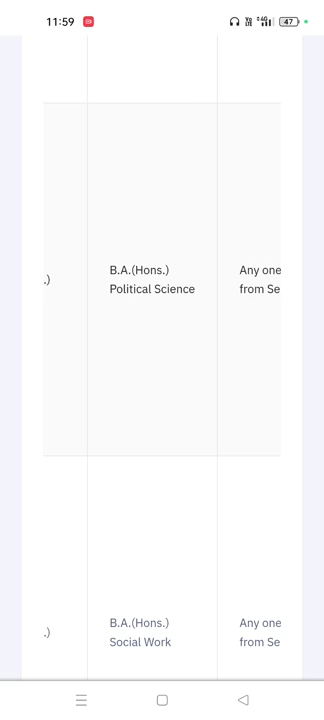 11:59
47
B.A.(Hons.)
Political Science
Any one
from Se
.)
B.A.(Hons.)
Social Work
Any one
from Se
.)